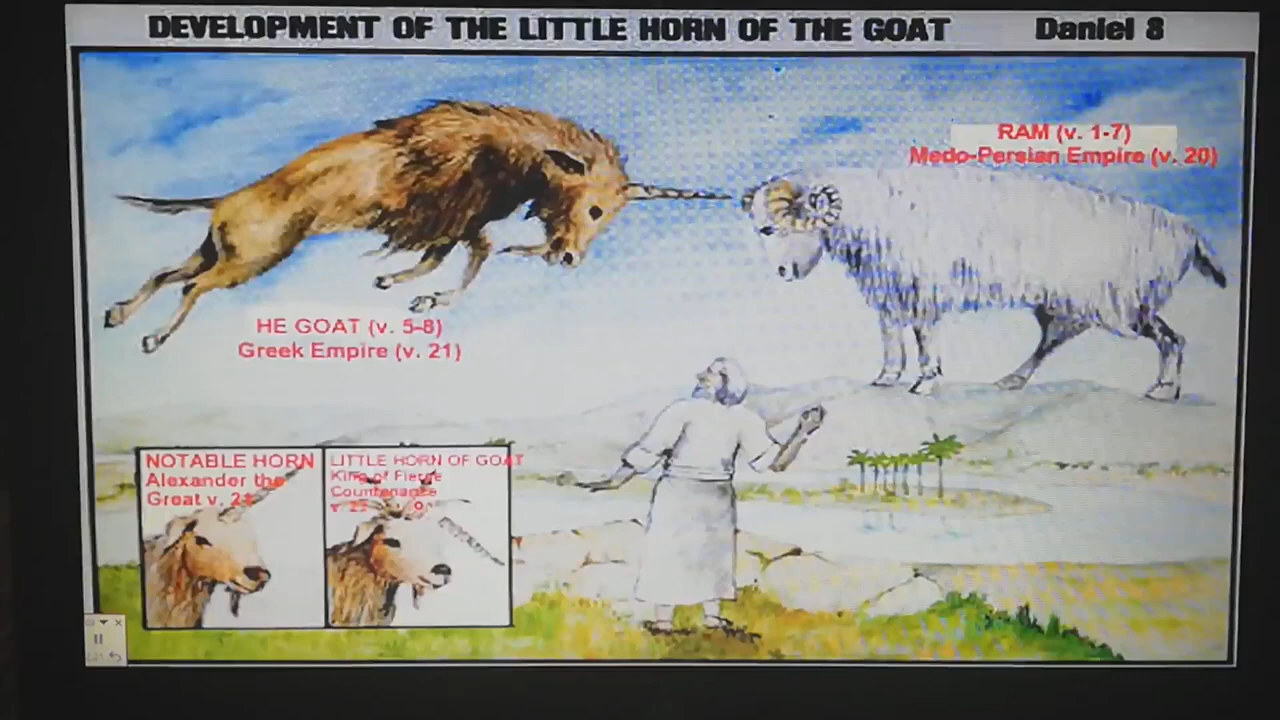 DEVELOPMENT OF THE LITTLE HORN OF THE GOAT Daniel 8
RAM (v. 1-7)
Medo-Persian Empire (v. 20)
HE GOAT (v. 5-8)
Greek Empire (v. 21)
NOTABLE HORN
Alexander the
Great v. 21
LITTLE HORN OF GOAT
King of Fierce
Countenance